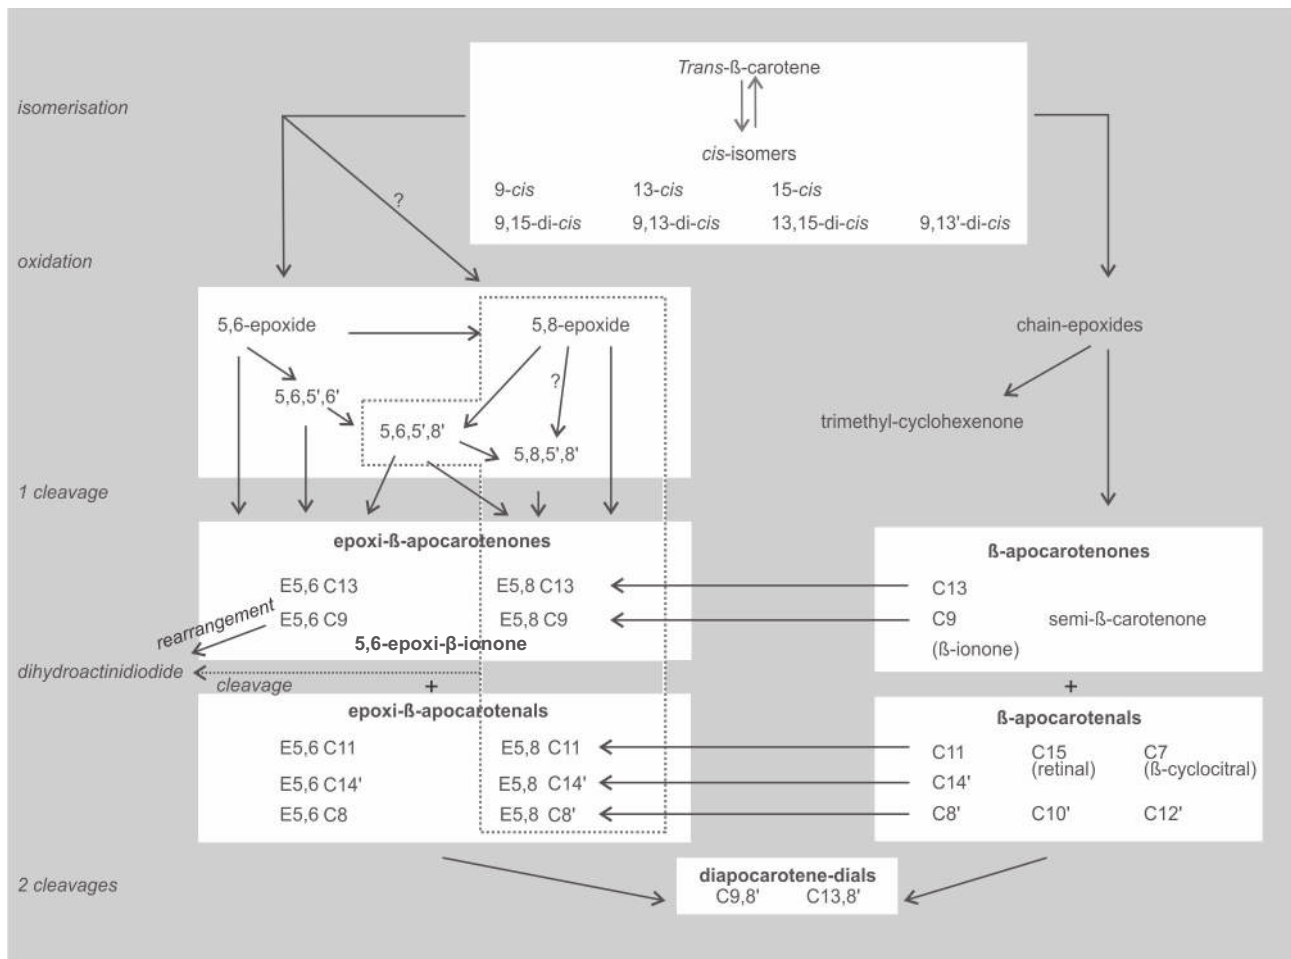 Trans-ß-carotene
isomerisation
cis-isomers
9-cis 13-cis 15-cis
?
9,15-di-cis 9,13-di-cis 13,15-di-cis 9,13'-di-cis
oxidation
5,6-epoxide 5,8-epoxide chain-epoxides
?
5,6,5',6'
trimethyl-cyclohexenone
5,6,5',8'
5,8,5',8'
1 cleavage
epoxi-ß-apocarotenones
ß-apocarotenones
E5,6 C13 E5,8 C13 C13
rearrangement
E5,6 C9 E5,8 C9 C9 semi-ß-carotenone
5,6-epoxi-β-ionone (ß-ionone)
dihydroactinidiodide
cleavage + +
epoxi-ß-apocarotenals
ß-apocarotenals
E5,6 C11 E5,8 C11 C11 C15 C7
(retinal) (ß-cyclocitral)
E5,6 C14' E5,8 C14' C14'
E5,6 C8 E5,8 C8' C8' C10' C12'
2 cleavages
diapocarotene-dials
C9,8' C13,8'